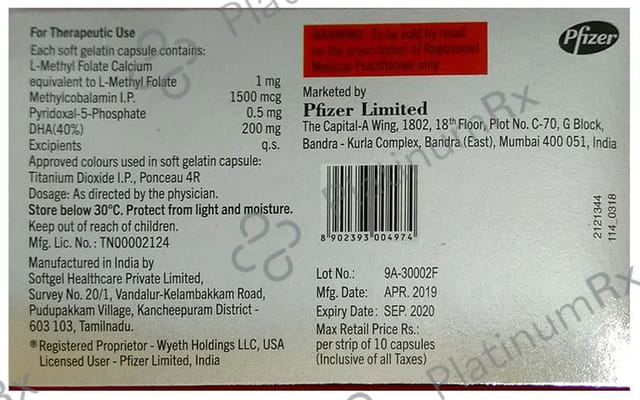 For Therapeutic Use
Each soft gelatin capsule contains:
L-Methyl Folate Calcium
equivalent to L-Methyl Folate 1 mg
Methylcobalamin I.P. 1500 mcg
Pyridoxal-5-Phosphate 0.5 mg
DHA(40%) 200 mg
Excipients q.s.
Approved colours used in soft gelatin capsule:
Titanium Dioxide I.P., Ponceau 4R
Dosage: As directed by the physician.
Store below 30°C. Protect from light and moisture.
Keep out of reach of children.
Mfg. Lic. No.: TN00002124
Manufactured in India by
Softgel Healthcare Private Limited,
Survey No. 20/1, Vandalur-Kelambakkam Road,
Pudupakkam Village, Kancheepuram District -
603 103, Tamilnadu.
® Registered Proprietor - Wyeth Holdings LLC, USA
Licensed User - Pfizer Limited, India
WARNING: To be sold by retail
on the prescription of Registered
Medical Practitioner only.
Pfizer
Marketed by
Pfizer Limited
The Capital-A Wing, 1802, 18th Floor, Plot No. C-70, G Block,
Bandra - Kurla Complex, Bandra (East), Mumbai 400 051, India
8 902393 004974
2121344
114_0318
Lot No.: 9A-30002F
Mfg. Date: APR. 2019
Expiry Date: SEP. 2020
Max Retail Price Rs.:
per strip of 10 capsules
(Inclusive of all Taxes)
PlatinumRx
PlatinumRx